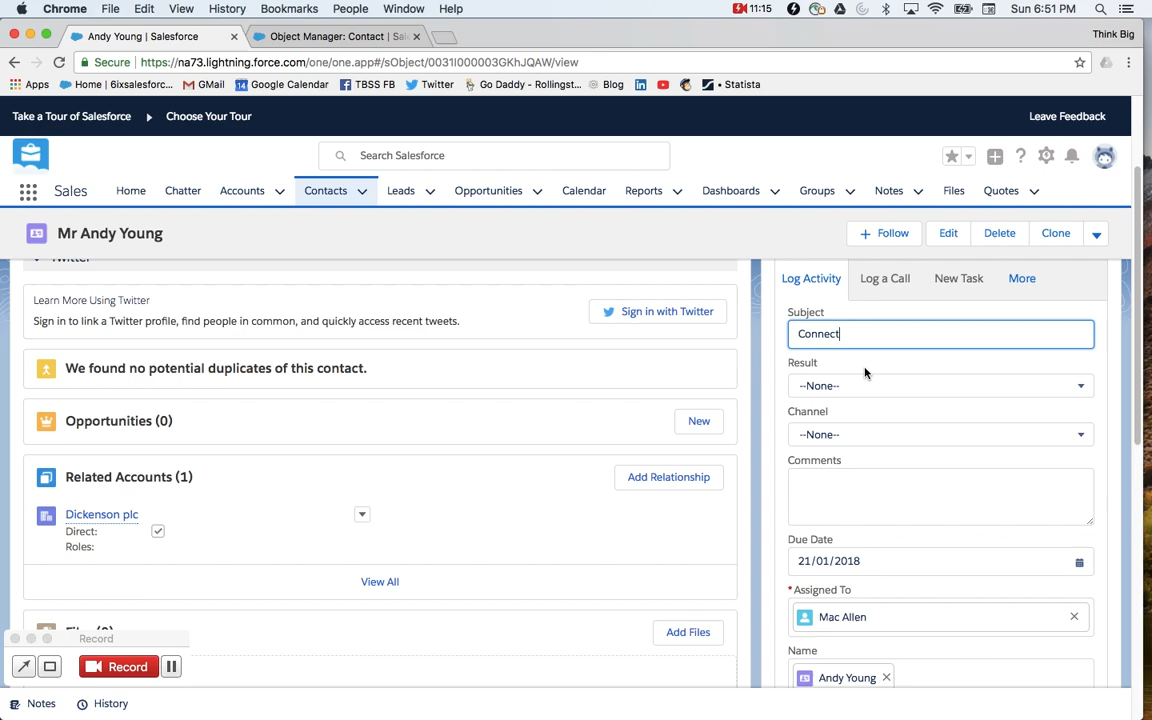 Chrome File Edit View History Bookmarks People Window Help 11:15 Sun 6:51 PM
Andy Young | Salesforce Object Manager: Contact | Sal Think Big
Secure https://na73.lightning.force.com/one/one.app#/sObject/0031I000003GKhJQAW/view
Apps Home | 6ixsalesforc... GMail Google Calendar TBSS FB Twitter Go Daddy - Rollingst... Blog • Statista
Take a Tour of Salesforce Choose Your Tour Leave Feedback
Search Salesforce
Sales Home Chatter Accounts Contacts Leads Opportunities Calendar Reports Dashboards Groups Notes Files Quotes
Mr Andy Young + Follow Edit Delete Clone
Learn More Using Twitter
Sign in to link a Twitter profile, find people in common, and quickly access recent tweets.
Sign in with Twitter
We found no potential duplicates of this contact.
Opportunities (0) New
Related Accounts (1) Add Relationship
Dickenson plc
Direct:
Roles:
View All
Add Files
Log Activity Log a Call New Task More
Subject
Connect
Result
--None--
Channel
--None--
Comments
Due Date
21/01/2018
*Assigned To
Mac Allen
Name
Andy Young
Record
Record
Notes History